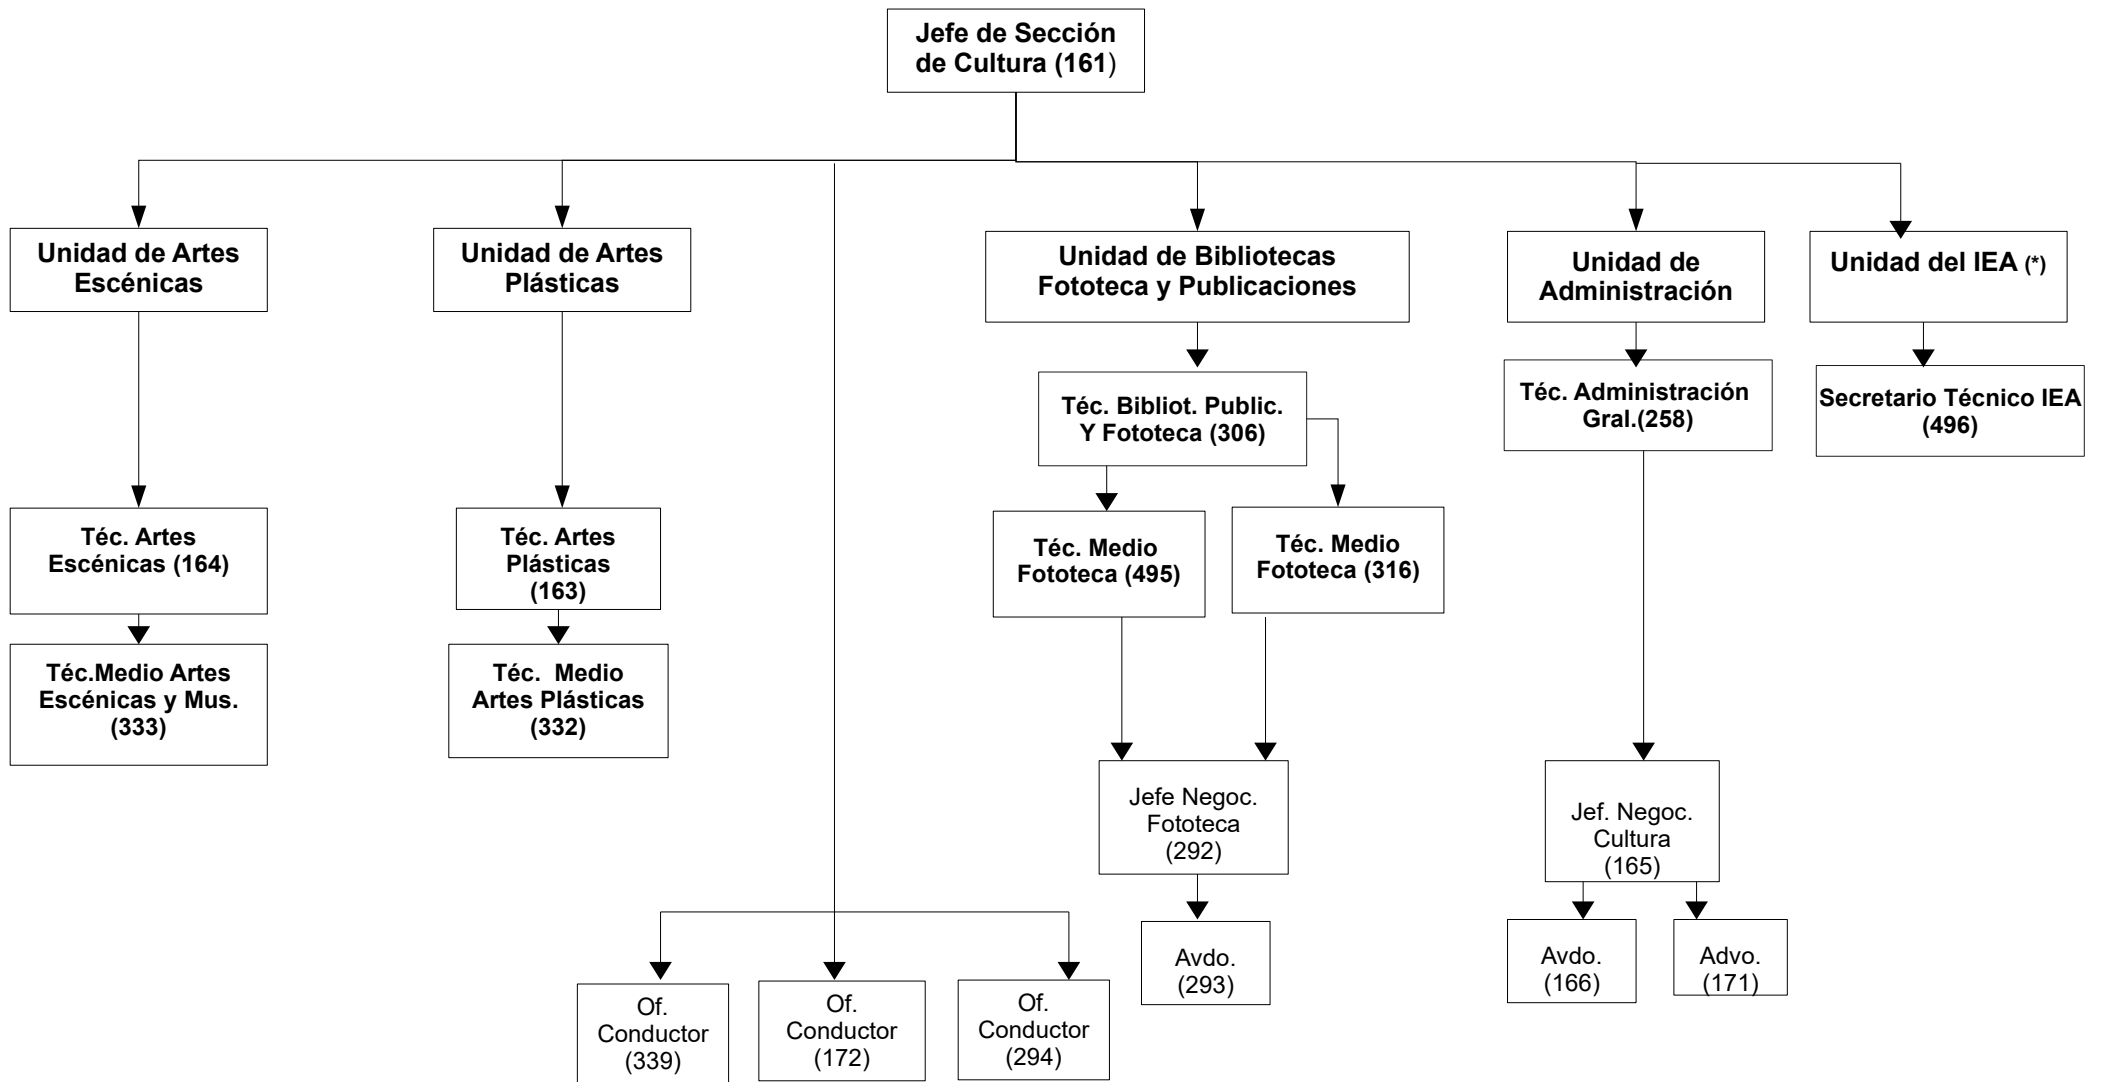 Jefe de Sección
de Cultura (161)
Unidad de Artes
Escénicas
Unidad de Artes
Plásticas
Unidad de Bibliotecas
Fototeca y Publicaciones
Unidad de
Administración
Unidad del IEA (*)
Téc. Bibliot. Public.
Y Fototeca (306)
Téc. Administración
Gral.(258)
Secretario Técnico IEA
(496)
Téc. Artes
Escénicas (164)
Téc. Artes
Plásticas
(163)
Téc. Medio
Fototeca (495)
Téc. Medio
Fototeca (316)
Téc.Medio Artes
Escénicas y Mus.
(333)
Téc. Medio
Artes Plásticas
(332)
Jefe Negoc.
Fototeca
(292)
Jef. Negoc.
Cultura
(165)
Avdo.
(293)
Avdo.
(166)
Advo.
(171)
Of.
Conductor
(339)
Of.
Conductor
(172)
Of.
Conductor
(294)